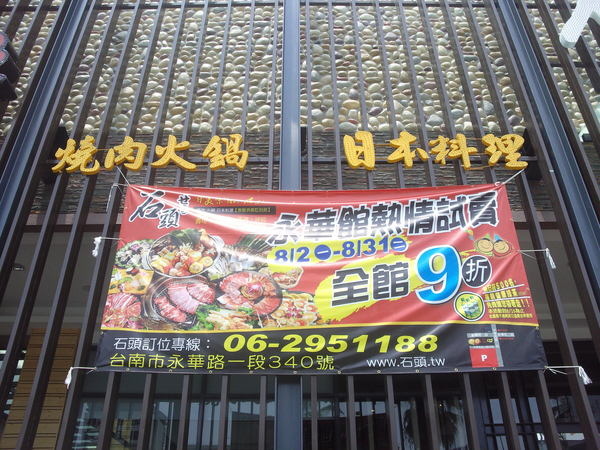 燒肉火鍋 日本料理
石頭
永華館熱情試賣
8/2(一)-8/31(二)
全館9折
石頭訂位專線：06-2951188
台南市永華路一段340號 www.石頭.tw
P